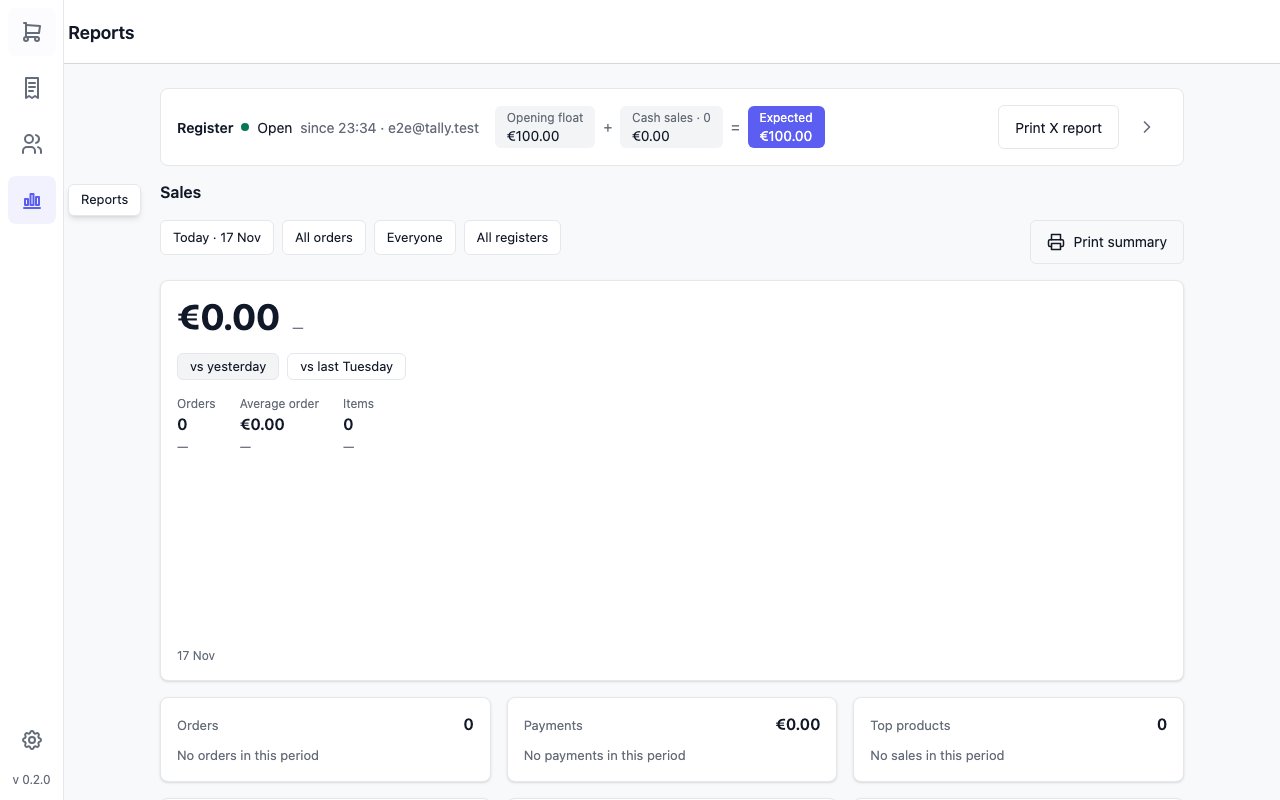 Reports
Register Open since 23:34 · e2e@tally.test
Opening float
€100.00
+
Cash sales · 0
€0.00
=
Expected
€100.00
Print X report
Reports
Sales
Today · 17 Nov
All orders
Everyone
All registers
Print summary
€0.00 —
vs yesterday
vs last Tuesday
Orders
0
—
Average order
€0.00
—
Items
0
—
17 Nov
Orders 0
No orders in this period
Payments €0.00
No payments in this period
Top products 0
No sales in this period
v 0.2.0